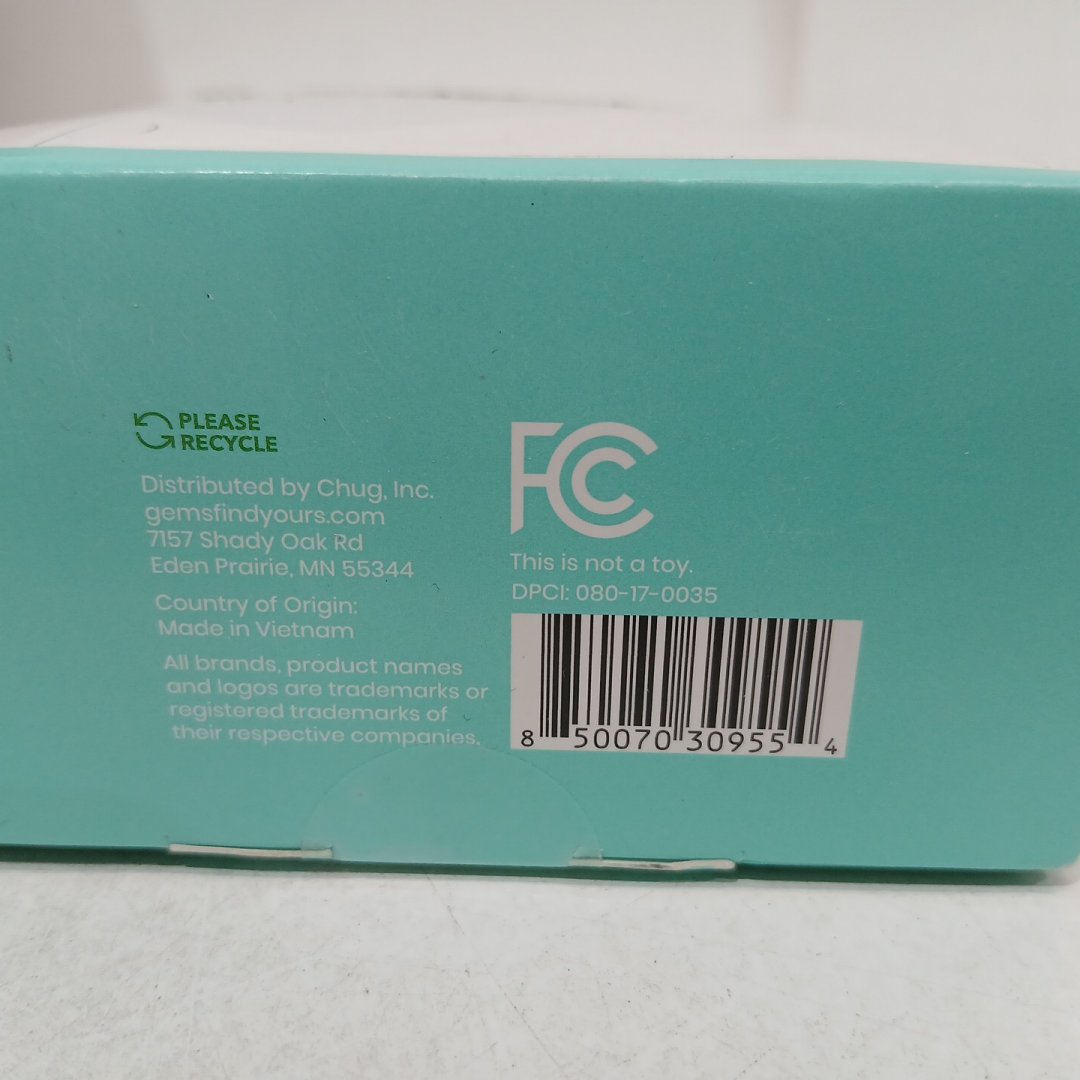 PLEASE
RECYCLE
Distributed by Chug, Inc.
gemsfindyours.com
7157 Shady Oak Rd
Eden Prairie, MN 55344
Country of Origin:
Made in Vietnam
All brands, product names
and logos are trademarks or
registered trademarks of
their respective companies.
FC
This is not a toy.
DPCI: 080-17-0035
8 50070 30955 4